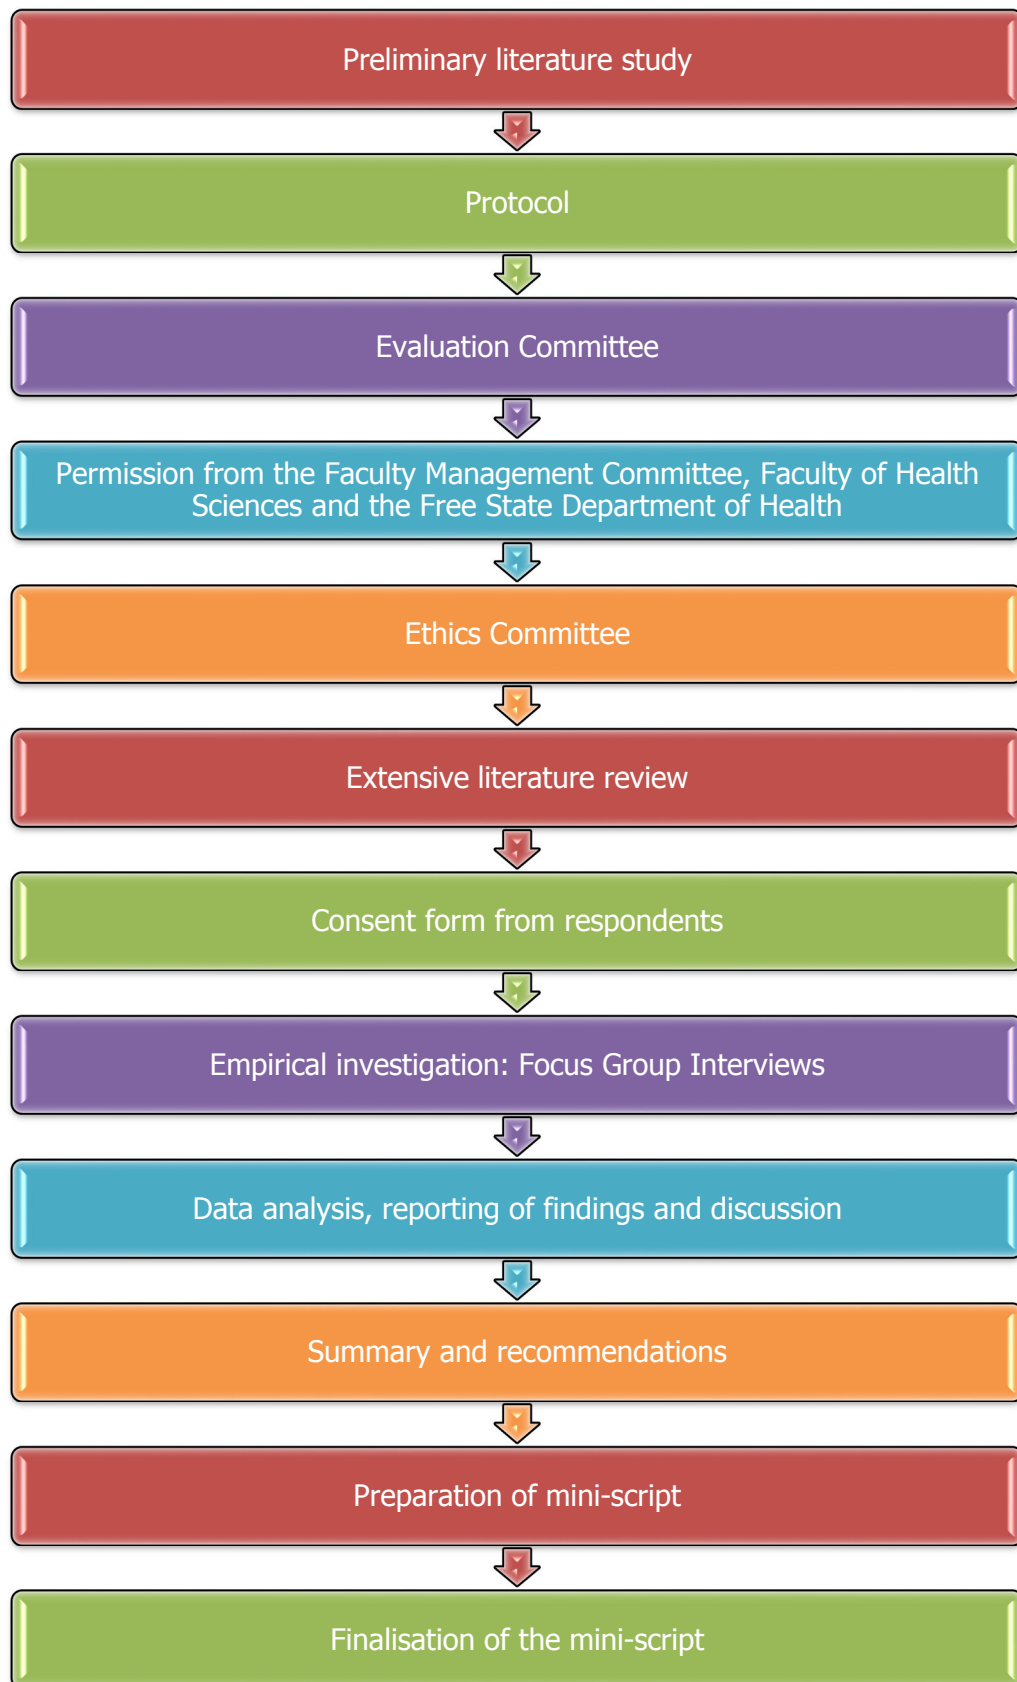 Preliminary literature study
Protocol
Evaluation Committee
Permission from the Faculty Management Committee, Faculty of Health
Sciences and the Free State Department of Health
Ethics Committee
Extensive literature review
Consent form from respondents
Empirical investigation: Focus Group Interviews
Data analysis, reporting of findings and discussion
Summary and recommendations
Preparation of mini-script
Finalisation of the mini-script